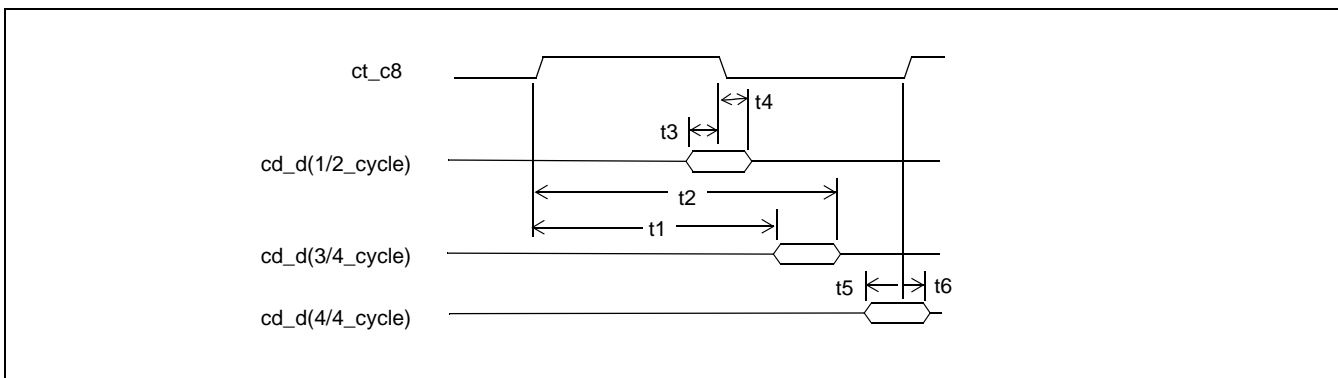 ct_c8
t4
t3
cd_d(1/2_cycle)
t2
t1
cd_d(3/4_cycle)
t5 t6
cd_d(4/4_cycle)